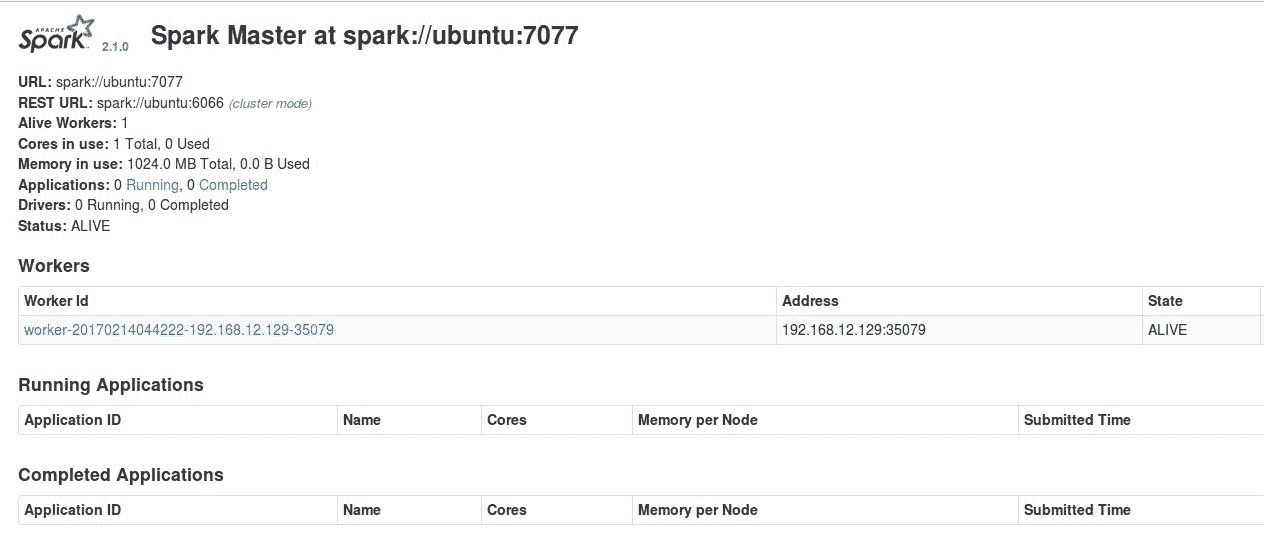 APACHE
Spark 2.1.0 Spark Master at spark://ubuntu:7077
URL: spark://ubuntu:7077
REST URL: spark://ubuntu:6066 (cluster mode)
Alive Workers: 1
Cores in use: 1 Total, 0 Used
Memory in use: 1024.0 MB Total, 0.0 B Used
Applications: 0 Running, 0 Completed
Drivers: 0 Running, 0 Completed
Status: ALIVE
Workers
Worker Id Address State
worker-20170214044222-192.168.12.129-35079 192.168.12.129:35079 ALIVE
Running Applications
Application ID Name Cores Memory per Node Submitted Time
Completed Applications
Application ID Name Cores Memory per Node Submitted Time